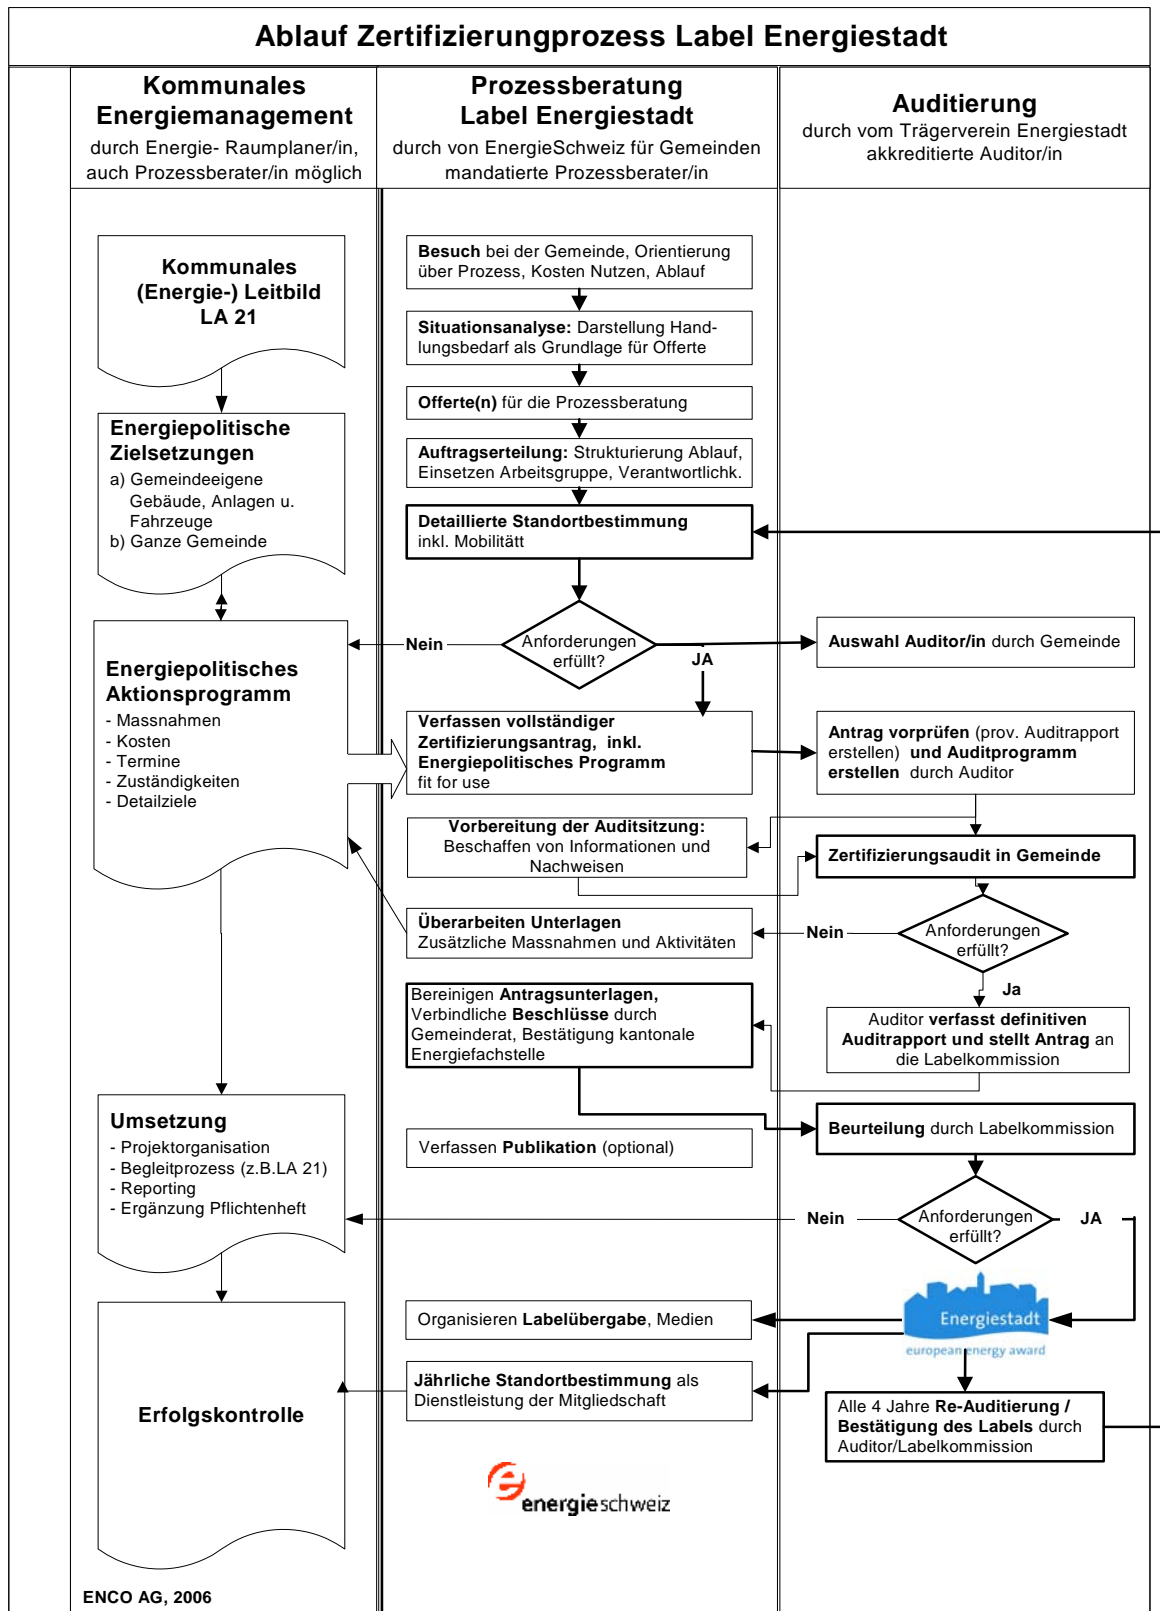 Ablauf Zertifizierungprozess Label Energiestadt
Kommunales
Energiemanagement
durch Energie- Raumplaner/in,
auch Prozessberater/in möglich
Prozessberatung
Label Energiestadt
durch von EnergieSchweiz für Gemeinden
mandatierte Prozessberater/in
Auditierung
durch vom Trägerverein Energiestadt
akkreditierte Auditor/in
Kommunales
(Energie-) Leitbild
LA 21
Energiepolitische
Zielsetzungen
a) Gemeindeeigene
Gebäude, Anlagen u.
Fahrzeuge
b) Ganze Gemeinde
Energiepolitisches
Aktionsprogramm
- Massnahmen
- Kosten
- Termine
- Zuständigkeiten
- Detailziele
Umsetzung
- Projektorganisation
- Begleitprozess (z.B.LA 21)
- Reporting
- Ergänzung Pflichtenheft
Erfolgskontrolle
ENCO AG, 2006
Besuch bei der Gemeinde, Orientierung
über Prozess, Kosten Nutzen, Ablauf
Situationsanalyse: Darstellung Hand-
lungsbedarf als Grundlage für Offerte
Offerte(n) für die Prozessberatung
Auftragserteilung: Strukturierung Ablauf,
Einsetzen Arbeitsgruppe, Verantwortlichk.
Detaillierte Standortbestimmung
inkl. Mobilitätt
Anforderungen
erfüllt?
Nein
JA
Verfassen vollständiger
Zertifizierungsantrag, inkl.
Energiepolitisches Programm
fit for use
Vorbereitung der Auditsitzung:
Beschaffen von Informationen und
Nachweisen
Überarbeiten Unterlagen
Zusätzliche Massnahmen und Aktivitäten
Bereinigen Antragsunterlagen,
Verbindliche Beschlüsse durch
Gemeinderat, Bestätigung kantonale
Energiefachstelle
Verfassen Publikation (optional)
Organisieren Labelübergabe, Medien
Jährliche Standortbestimmung als
Dienstleistung der Mitgliedschaft
energieschweiz
Auswahl Auditor/in durch Gemeinde
Antrag vorprüfen (prov. Auditrapport
erstellen) und Auditprogramm
erstellen durch Auditor
Zertifizierungsaudit in Gemeinde
Anforderungen
erfüllt?
Nein
Ja
Auditor verfasst definitiven
Auditrapport und stellt Antrag an
die Labelkommission
Beurteilung durch Labelkommission
Anforderungen
erfüllt?
Nein
JA
Energiestadt
european energy award
Alle 4 Jahre Re-Auditierung /
Bestätigung des Labels durch
Auditor/Labelkommission